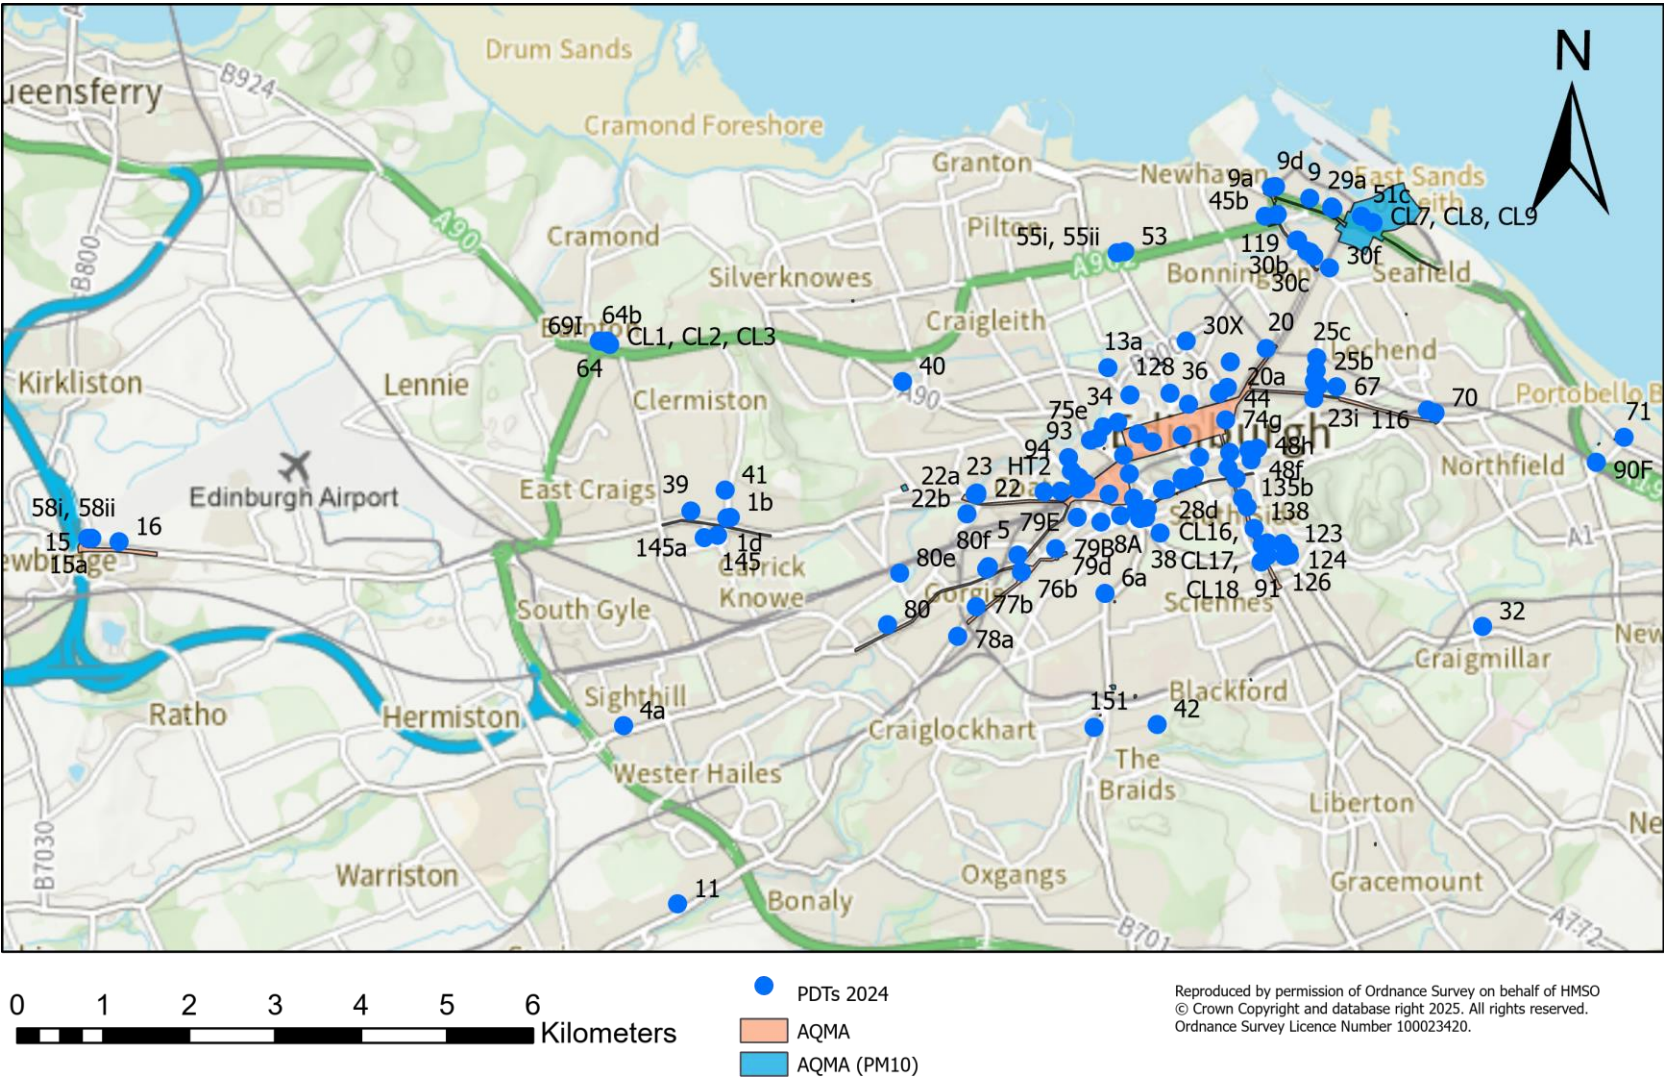 N
Drum Sands
B924
ueensferry
Cramond Foreshore
Granton
Newhaven
9d
9
29a
East Sands
9a
45b
51c
CL7, CL8, CL9
A90
Cramond
Pilton
55i, 55ii
53
A902
119
30b
30c
30f
Bonnington
Seafield
B800
Silverknowes
69I
64b
CL1, CL2, CL3
64
Craigleith
30X
20
25c
13a
25b
Kirkliston
Lennie
Clermiston
40
A90
128
36
20a
67
70
Portobello B
34
44
75e
74g
23i
116
71
93
Edinburgh
94
48h
Northfield
90F
39
41
East Craigs
22a
23
HT2
48f
Edinburgh Airport
58i, 58ii
1b
22b
22
135b
138
15
16
15a
ewbridge
145a
1d
145
5
79E
28d
CL16,
123
A1
80f
79B
8A
38
CL17,
124
80e
79d
CL18
126
Carrick
Knowe
76b
6a
91
Gorgie
South Gyle
80
77b
Sciennes
32
78a
New
Craigmillar
Ratho
Hermiston
Sighthill
4a
151
42
Blackford
Craiglockhart
Wester Hailes
The
Braids
Liberton
B7030
Ne
Warriston
11
Bonaly
Oxgangs
Gracemount
B701
A772
0 1 2 3 4 5 6
Kilometers
PDTs 2024
AQMA
AQMA (PM10)
Reproduced by permission of Ordnance Survey on behalf of HMSO
© Crown Copyright and database right 2025. All rights reserved.
Ordnance Survey Licence Number 100023420.